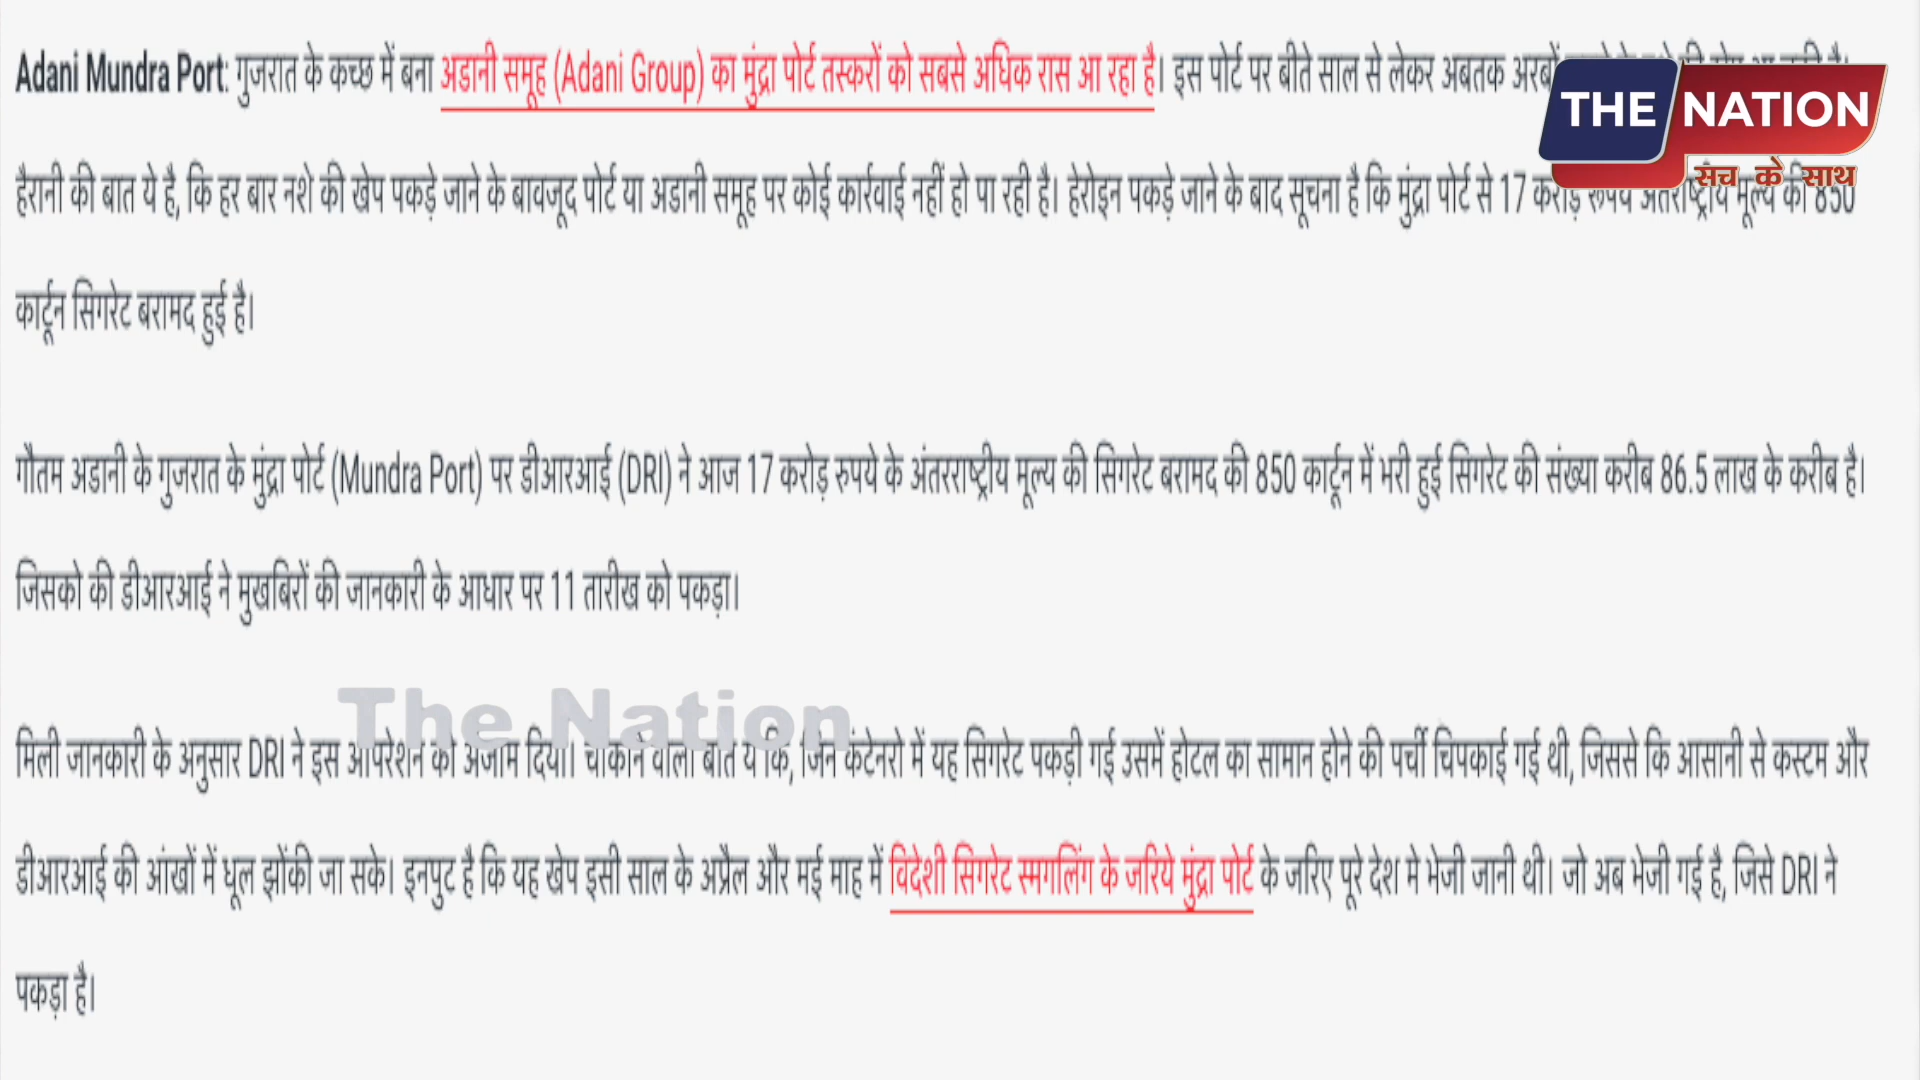 Adani Mundra Port: गुजरात के कच्छ में बना अडानी समूह (Adani Group) का मुंद्रा पोर्ट तस्करों को सबसे अधिक रास आ रहा है। इस पोर्ट पर बीते साल से लेकर अबतक
THE NATION
सच के साथ
हैरानी की बात ये है, कि हर बार नशे की खेप पकड़े जाने के बावजूद पोर्ट या अडानी समूह पर कोई कार्रवाई नहीं हो पा रही है। हेरोइन पकड़े जाने के बाद सूचना है कि मुंद्रा पोर्ट से 17 करोड़ रूपये अंतर्राष्ट्रीय मूल्य की 850
कार्टून सिगरेट बरामद हुई है।
गौतम अडानी के गुजरात के मुंद्रा पोर्ट (Mundra Port) पर डीआरआई (DRI) ने आज 17 करोड़ रुपये के अंतरराष्ट्रीय मूल्य की सिगरेट बरामद की 850 कार्टून में भरी हुई सिगरेट की संख्या करीब 86.5 लाख के करीब है।
जिसको की डीआरआई ने मुखबिरों की जानकारी के आधार पर 11 तारीख को पकड़ा।
The Nation
मिली जानकारी के अनुसार DRI ने इस ऑपरेशन को अंजाम दिया। चौंकाने वाली बात ये कि, जिन कंटेनरो में यह सिगरेट पकड़ी गई उसमें होटल का सामान होने की पर्ची चिपकाई गई थी, जिससे कि आसानी से कस्टम और
डीआरआई की आंखों में धूल झोंकी जा सके। इनपुट है कि यह खेप इसी साल के अप्रैल और मई माह में विदेशी सिगरेट स्मगलिंग के जरिये मुंद्रा पोर्ट के जरिए पूरे देश मे भेजी जानी थी। जो अब भेजी गई है, जिसे DRI ने
पकड़ा है।